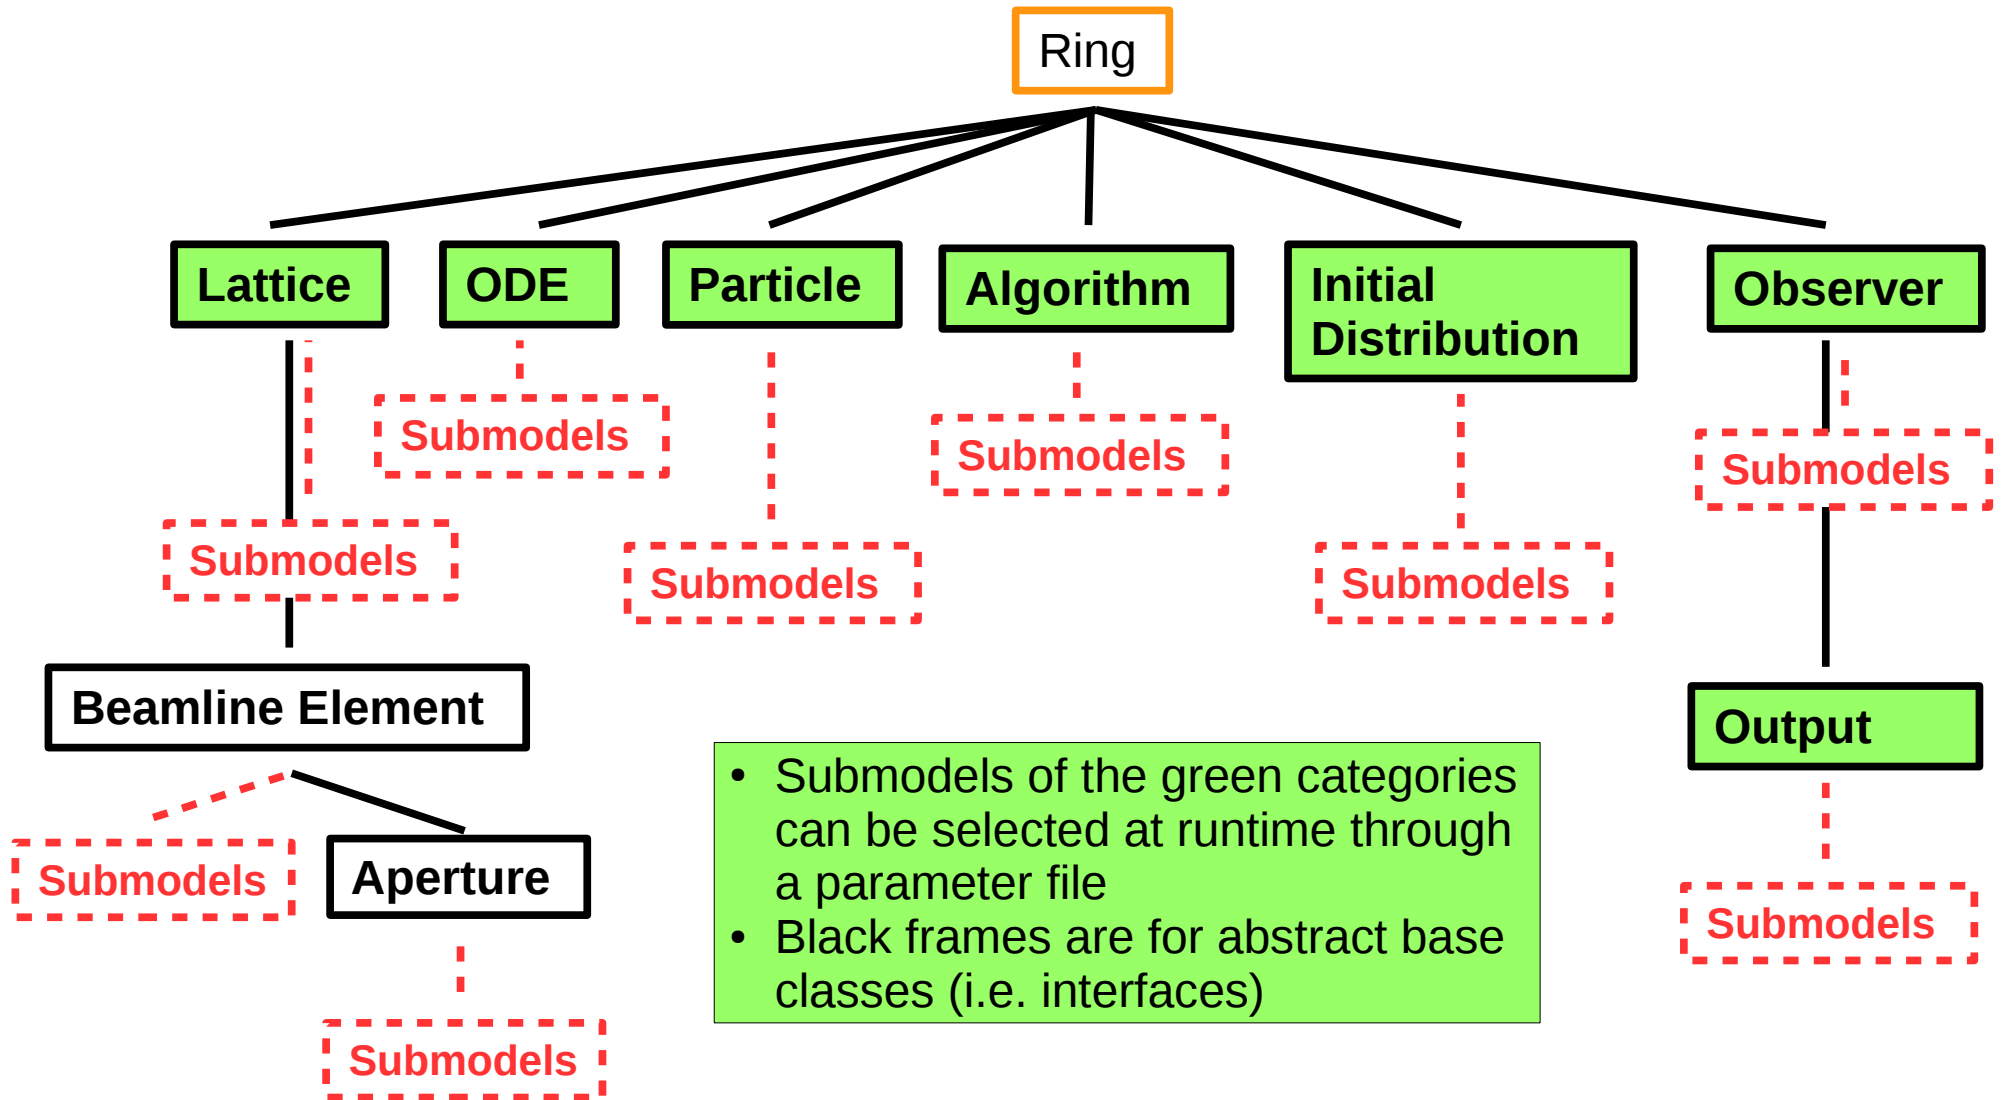 Ring
Lattice
ODE
Particle
Algorithm
Initial
Distribution
Observer
Submodels
Submodels
Submodels
Submodels
Submodels
Submodels
Beamline Element
Output
• Submodels of the green categories
can be selected at runtime through
a parameter file
• Black frames are for abstract base
classes (i.e. interfaces)
Submodels
Aperture
Submodels
Submodels